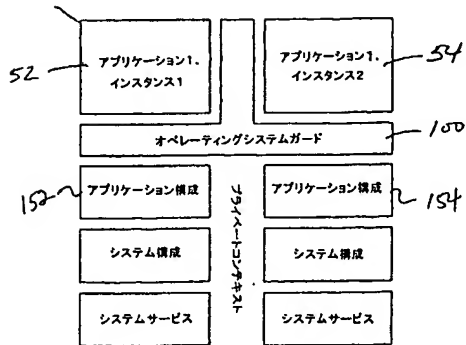 アプリケーション1、
インスタンス1
アプリケーション1、
インスタンス2
52
54
オペレーティングシステムガード
100
152
アプリケーション構成
アプリケーション構成
154
プライベートコンテキスト
システム構成
システム構成
システムサービス
システムサービス